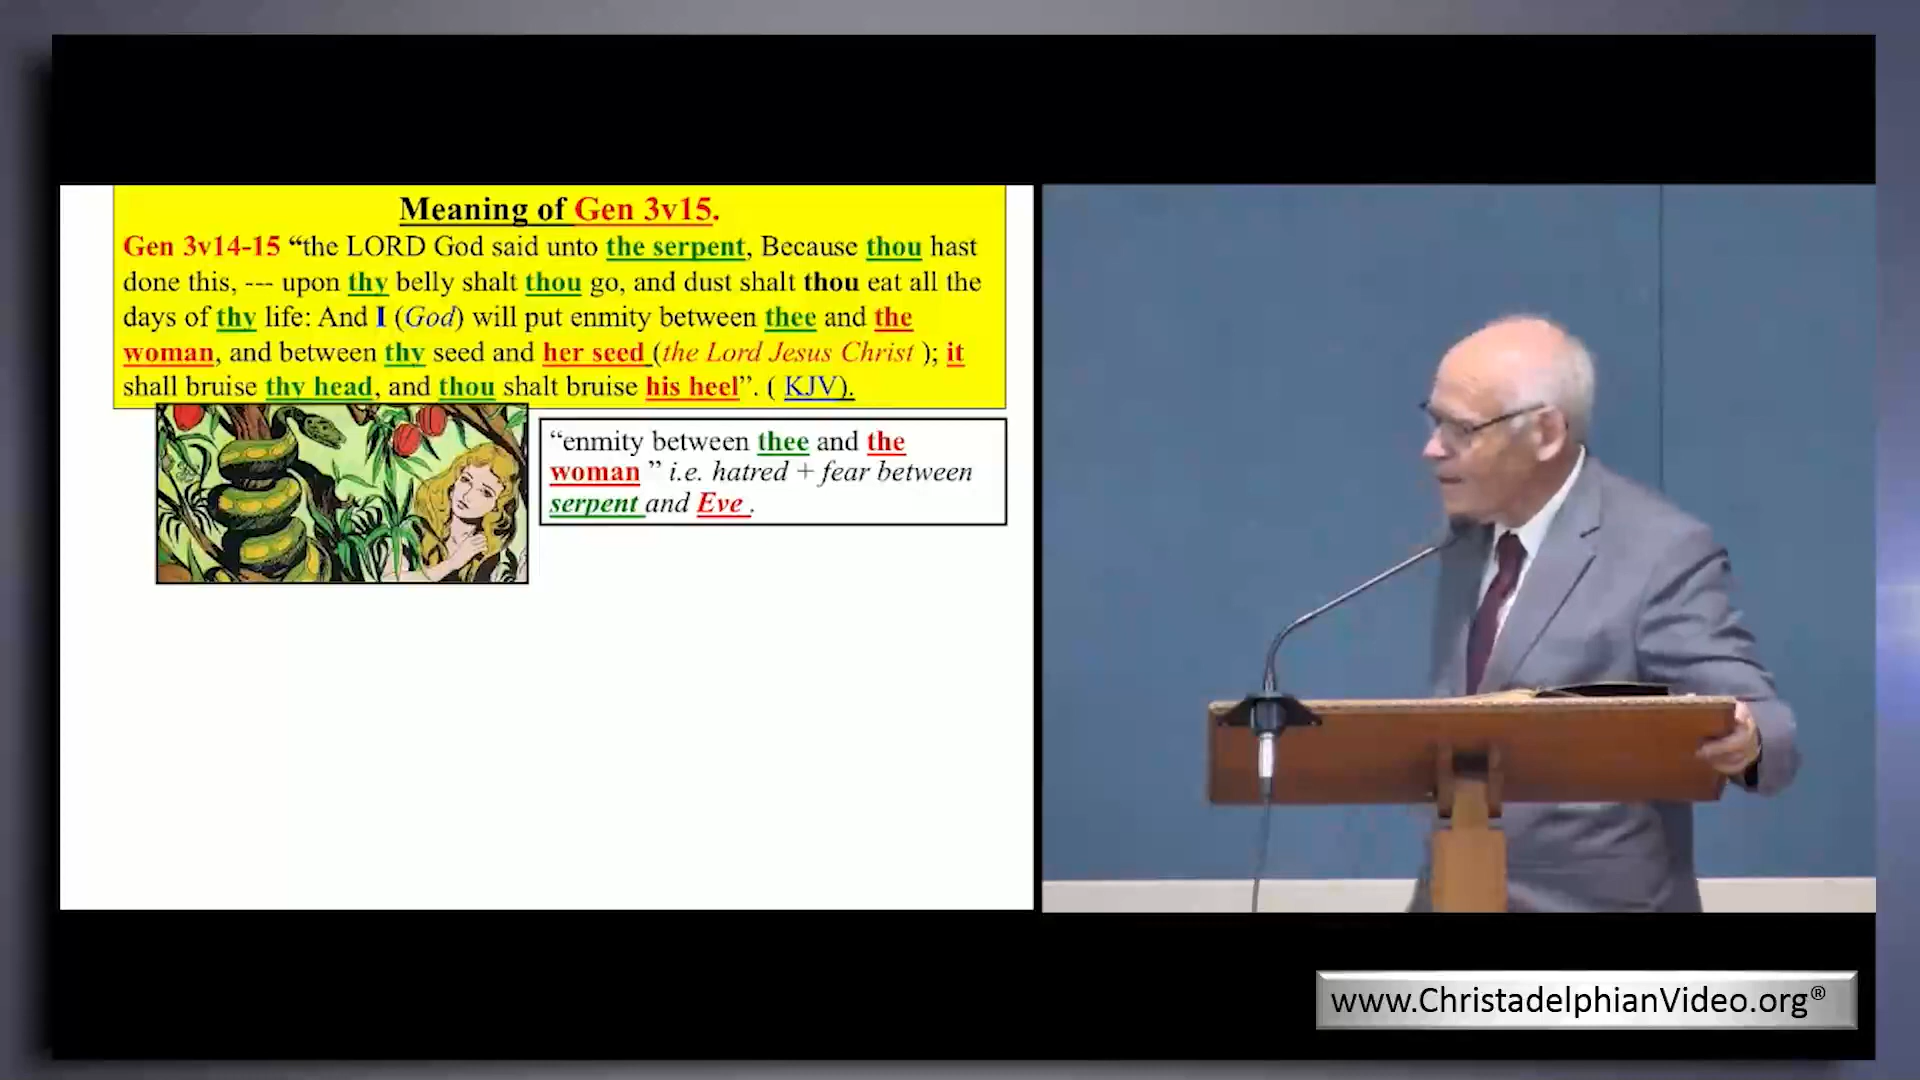 Meaning of Gen 3v15.
Gen 3v14-15 “the LORD God said unto the serpent, Because thou hast
done this, --- upon thy belly shalt thou go, and dust shalt thou eat all the
days of thy life: And I (God) will put enmity between thee and the
woman, and between thy seed and her seed (the Lord Jesus Christ ); it
shall bruise thy head, and thou shalt bruise his heel”. ( KJV).
“enmity between thee and the
woman ” i.e. hatred + fear between
serpent and Eve .
www.ChristadelphianVideo.org®